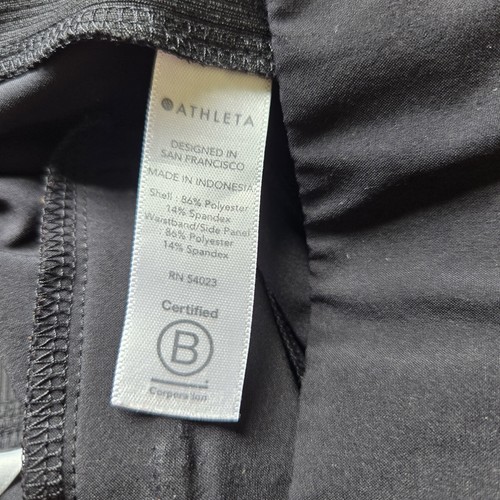 ATHLETA
DESIGNED IN
SAN FRANCISCO
MADE IN INDONESIA
Shell : 86% Polyester
14% Spandex
Waistband/Side Panel
: 86% Polyester
14% Spandex
RN 54023
Certified
B
Corporation